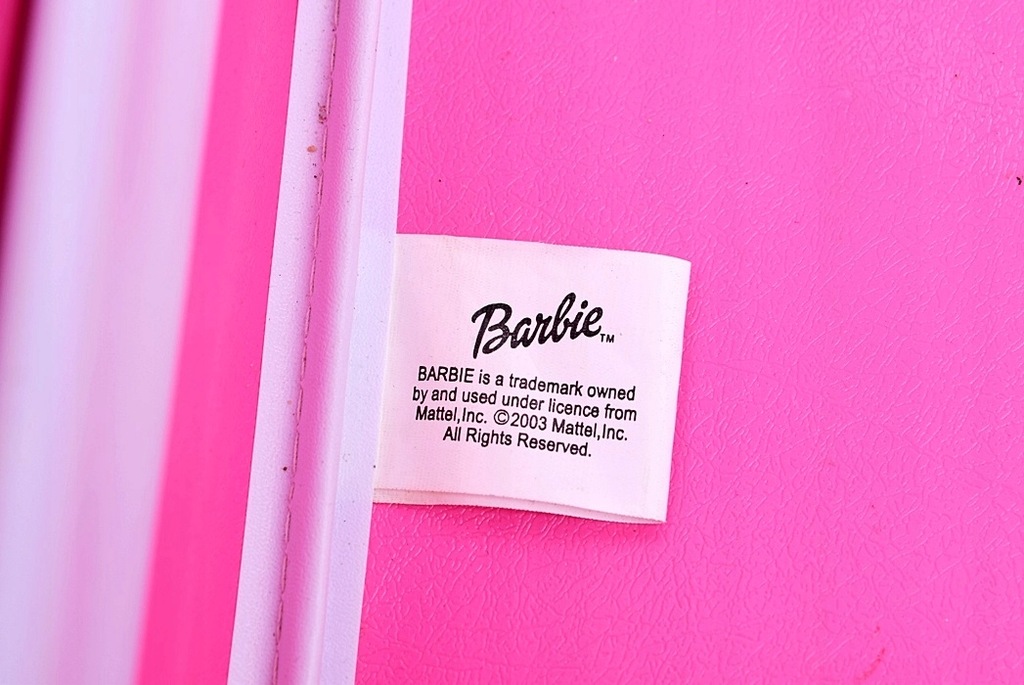 Barbie™
BARBIE is a trademark owned
by and used under licence from
Mattel,Inc. ©2003 Mattel,Inc.
All Rights Reserved.